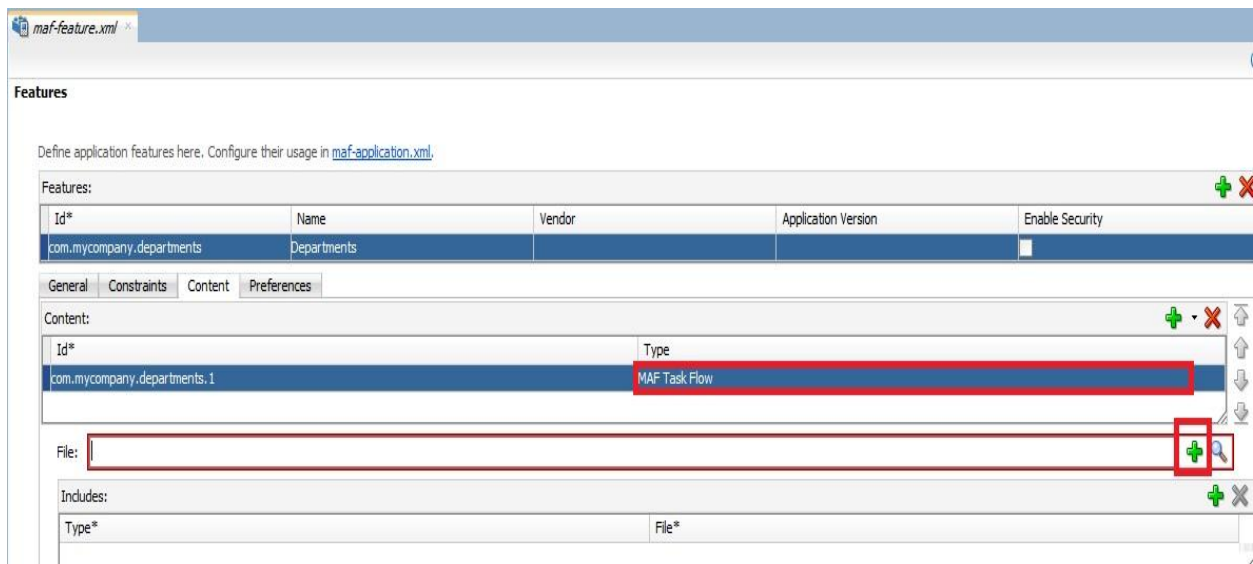 maf-feature.xml
Features
Define application features here. Configure their usage in maf-application.xml.
Features:
Id* Name Vendor Application Version Enable Security
com.mycompany.departments Departments
General Constraints Content Preferences
Content:
Id* Type
com.mycompany.departments.1 MAF Task Flow
File:
Includes:
Type* File*